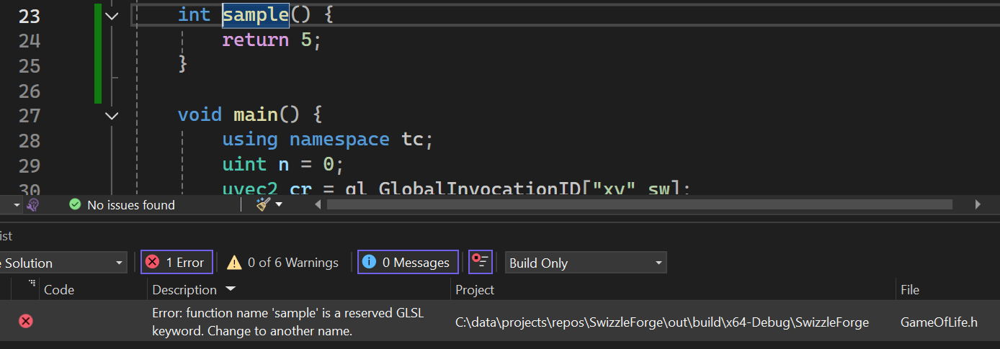 23 int sample() {
24 return 5;
25 }
26
27 void main() {
28 using namespace tc;
29 uint n = 0;
30 uvec2 cr = gl_GlobalInvocationID["xy"_sw];
No issues found
ist
e Solution 1 Error 0 of 6 Warnings 0 Messages Build Only
Code Description Project File
Error: function name 'sample' is a reserved GLSL
keyword. Change to another name.
C:\data\projects\repos\SwizzleForge\out\build\x64-Debug\SwizzleForge GameOfLife.h